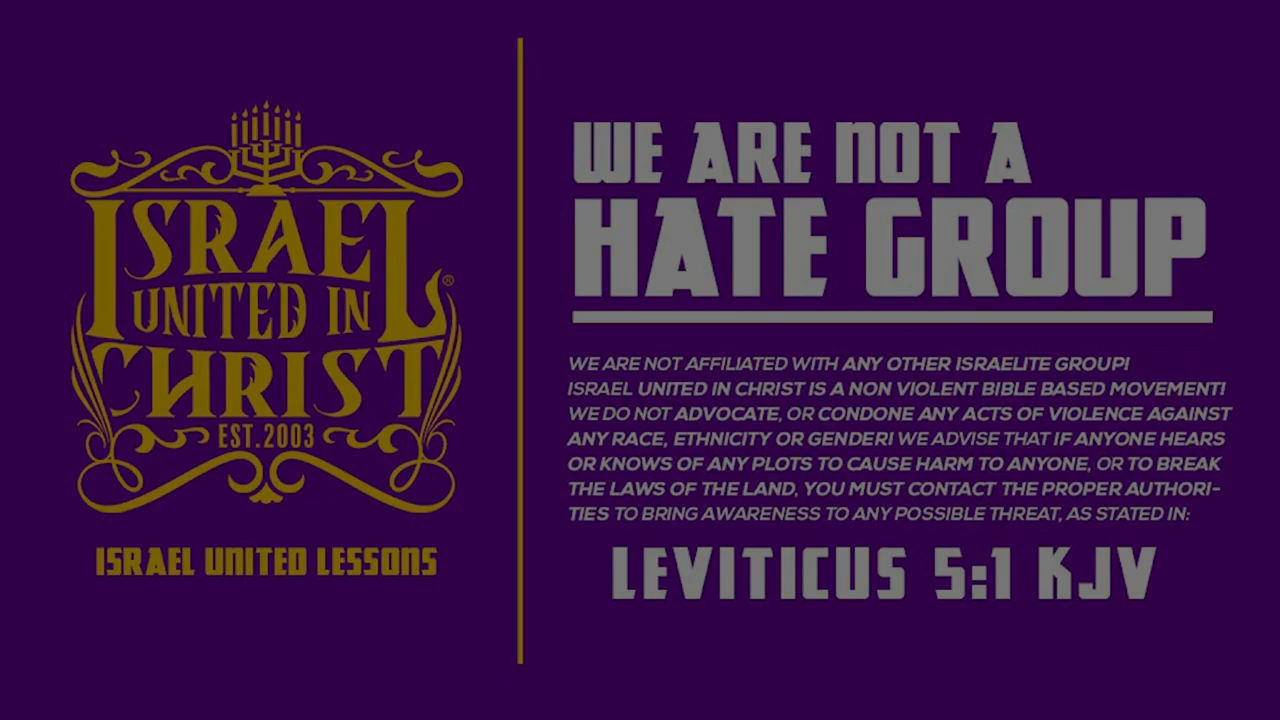 ISRAEL
UNITED IN
CHRIST
®
EST.2003
ISRAEL UNITED LESSONS
WE ARE NOT A
HATE GROUP
WE ARE NOT AFFILIATED WITH ANY OTHER ISRAELITE GROUP!
ISRAEL UNITED IN CHRIST IS A NON VIOLENT BIBLE BASED MOVEMENT!
WE DO NOT ADVOCATE, OR CONDONE ANY ACTS OF VIOLENCE AGAINST
ANY RACE, ETHNICITY OR GENDER! WE ADVISE THAT IF ANYONE HEARS
OR KNOWS OF ANY PLOTS TO CAUSE HARM TO ANYONE, OR TO BREAK
THE LAWS OF THE LAND, YOU MUST CONTACT THE PROPER AUTHORI-
TIES TO BRING AWARENESS TO ANY POSSIBLE THREAT, AS STATED IN:
LEVITICUS 5:1 KJV